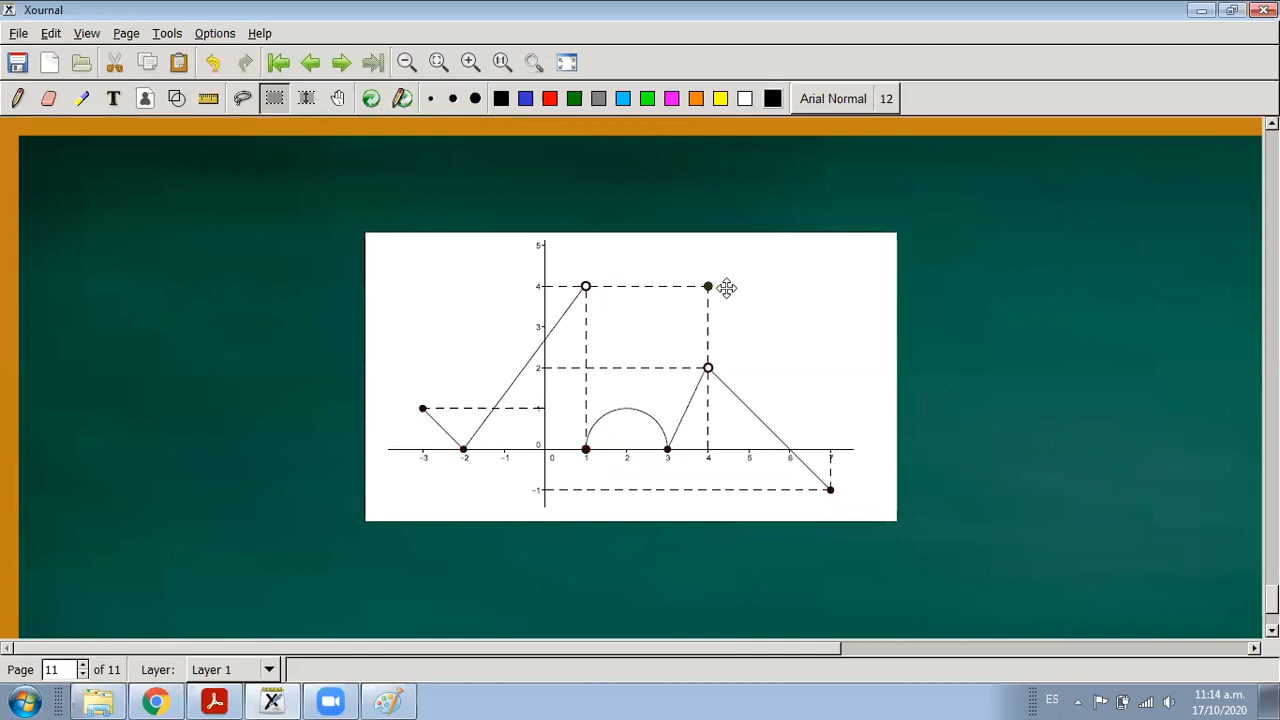 Xournal
File Edit View Page Tools Options Help
Arial Normal 12
5
4
3
2
1
0
-3 -2 -1 0 1 2 3 4 5 6 7
-1
Page 11 of 11 Layer: Layer 1
ES 11:14 a.m.
17/10/2020